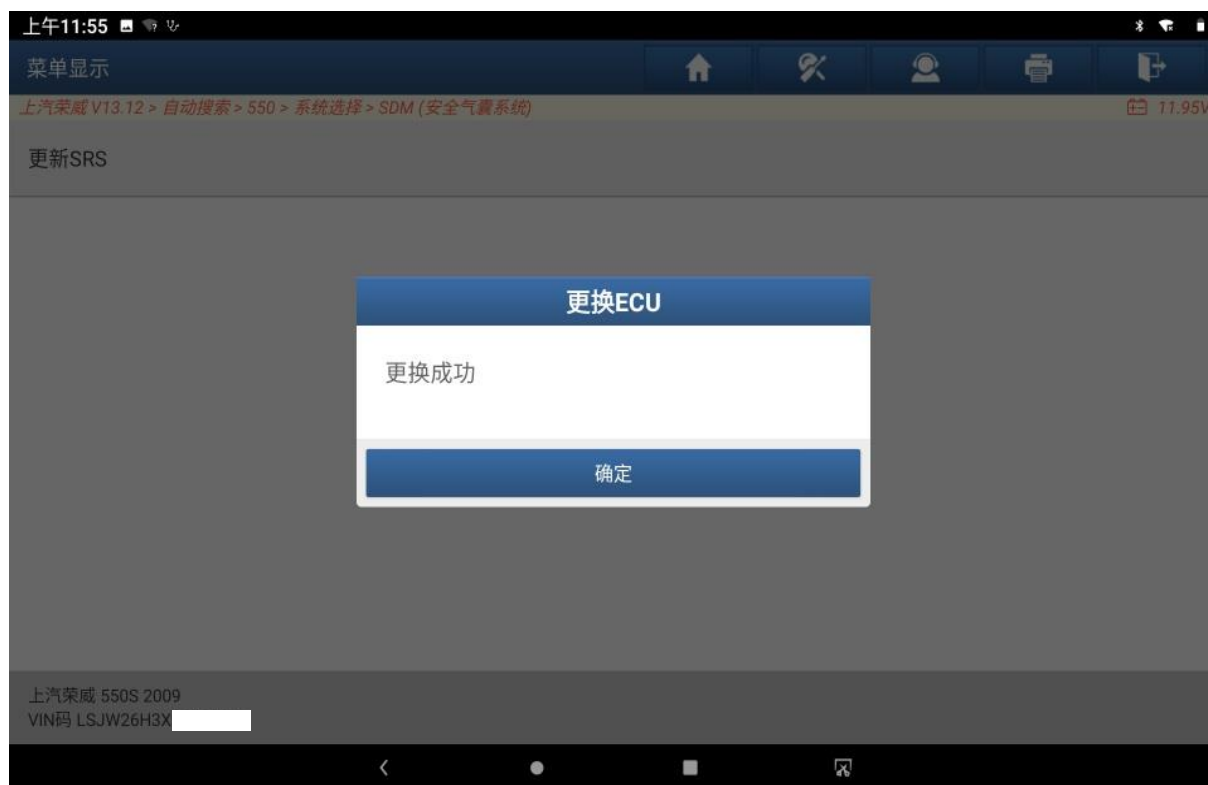 上午11:55
菜单显示
上汽荣威 V13.12 > 自动搜索 > 550 > 系统选择 > SDM (安全气囊系统)
11.95V
更新SRS
更换ECU
更换成功
确定
上汽荣威 550S 2009
VIN码 LSJW26H3X